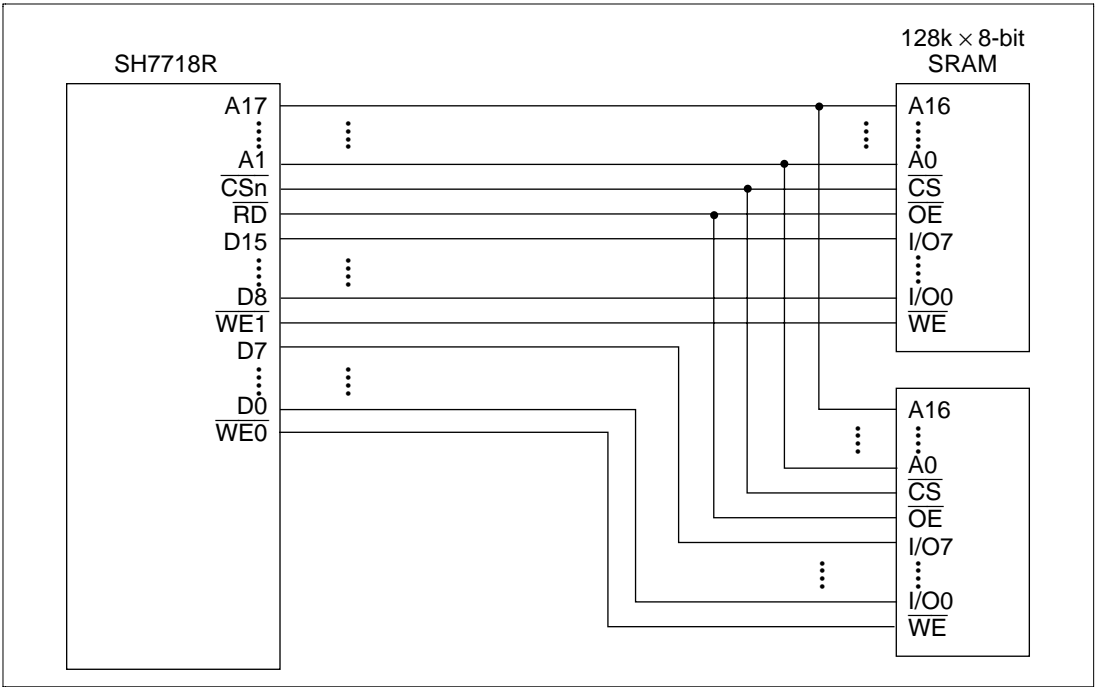 SH7718R
A17
A1
CSn
RD
D15
D8
WE1
D7
D0
WE0
128k × 8-bit
SRAM
A16
A0
CS
OE
I/O7
I/O0
WE
A16
A0
CS
OE
I/O7
I/O0
WE